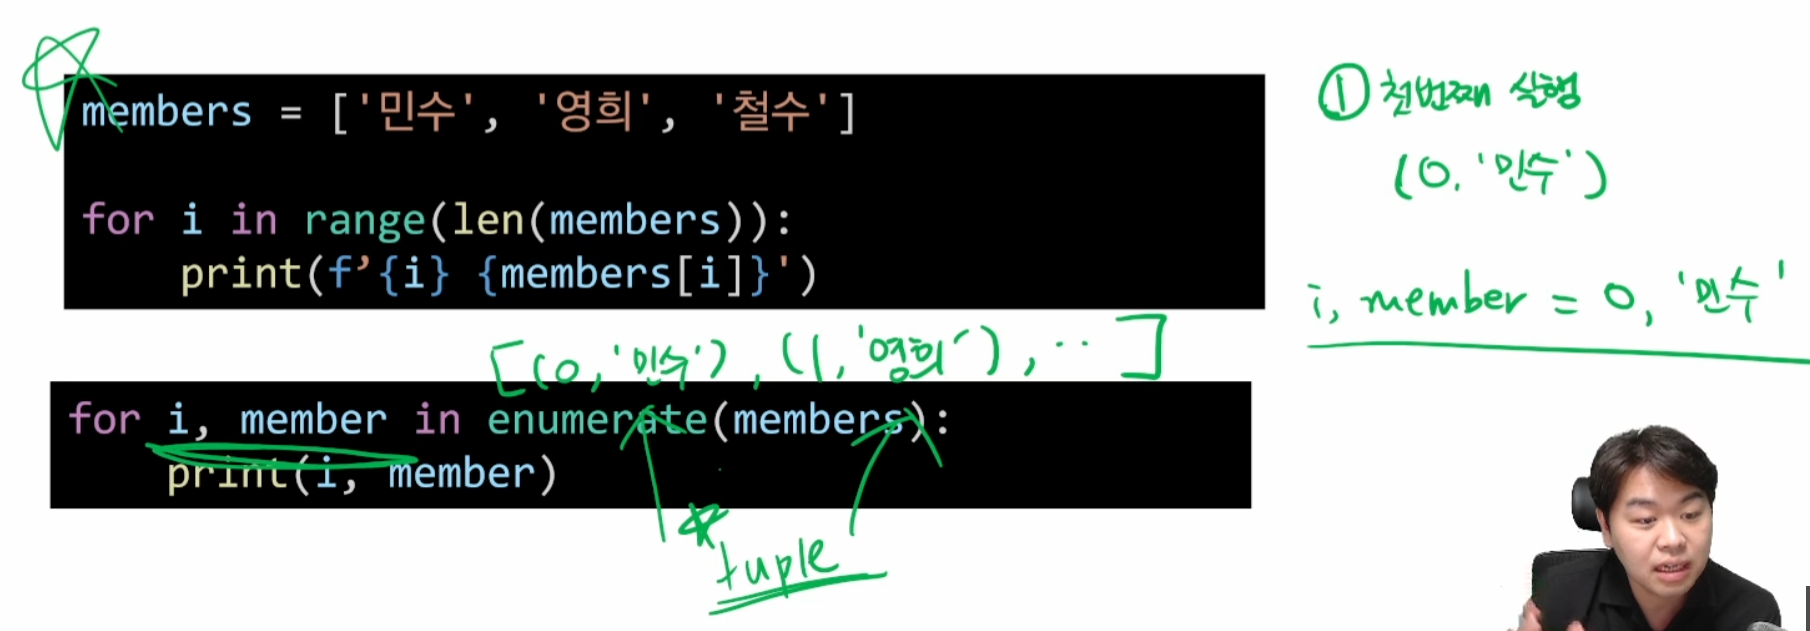 members = ['민수', '영희', '철수']
for i in range(len(members)):
print(f’{i} {members[i]}')
[(0, '민수'), (1, '영희'), ‥ ]
for i, member in enumerate(members):
print(i, member)
tuple
① 첫번째 실행
(0, '민수')
i, member = 0, '민수'